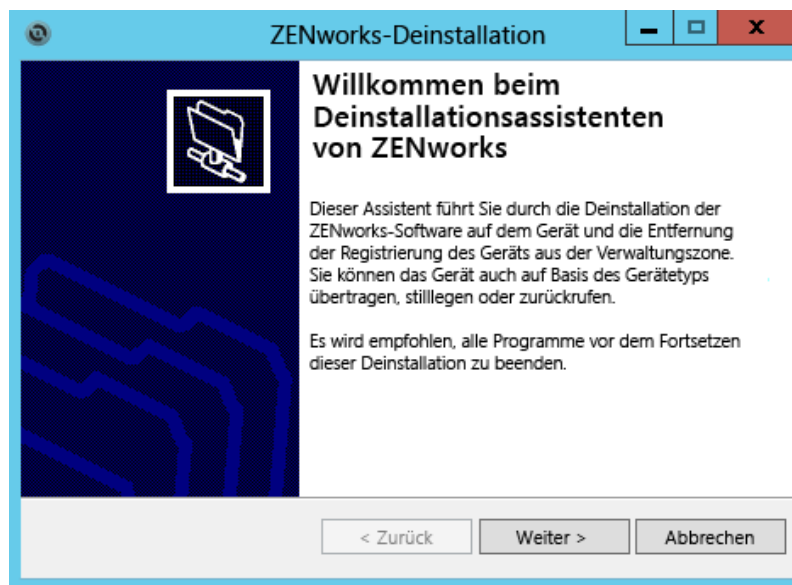 ZENworks-Deinstallation
Willkommen beim
Deinstallationsassistenten
von ZENworks
Dieser Assistent führt Sie durch die Deinstallation der
ZENworks-Software auf dem Gerät und die Entfernung
der Registrierung des Geräts aus der Verwaltungszone.
Sie können das Gerät auch auf Basis des Gerätetyps
übertragen, stilllegen oder zurückrufen.
Es wird empfohlen, alle Programme vor dem Fortsetzen
dieser Deinstallation zu beenden.
< Zurück
Weiter >
Abbrechen